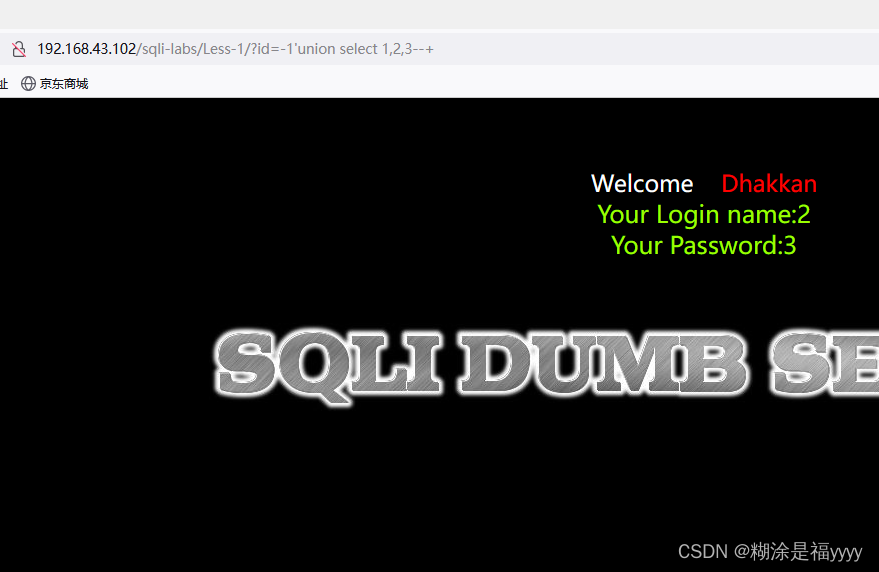 192.168.43.102/sqli-labs/Less-1/?id=-1'union select 1,2,3--+
址 京东商城
Welcome Dhakkan
Your Login name:2
Your Password:3
SQLI DUMB SE
CSDN @糊涂是福yyyy